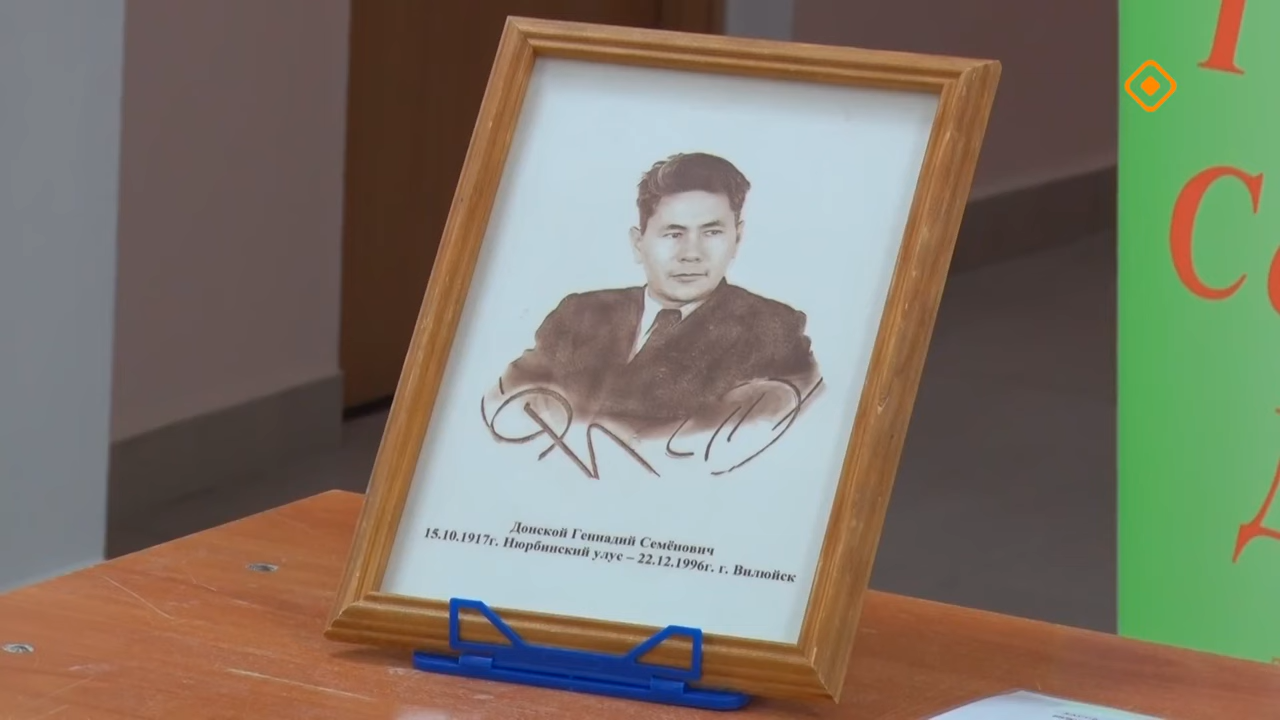 Донской Геннадий Семёнович
15.10.1917г. Нюрбинский улус – 22.12.1996г. г. Вилюйск